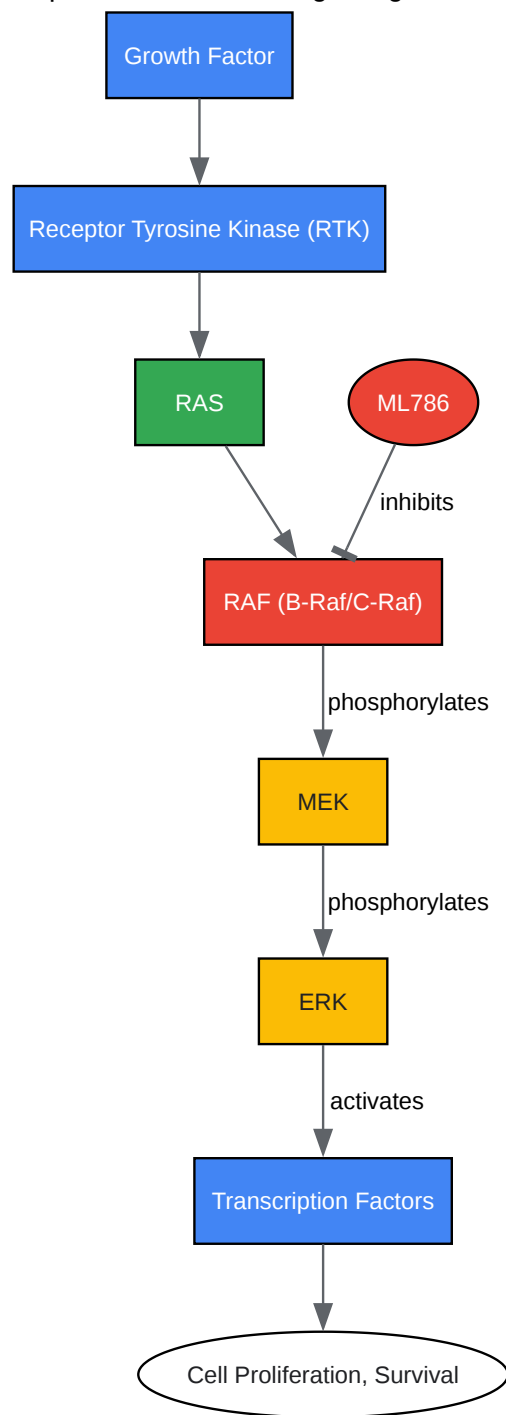 Growth Factor
Receptor Tyrosine Kinase (RTK)
RAS
ML786
inhibits
RAF (B-Raf/C-Raf)
phosphorylates
MEK
phosphorylates
ERK
activates
Transcription Factors
Cell Proliferation, Survival